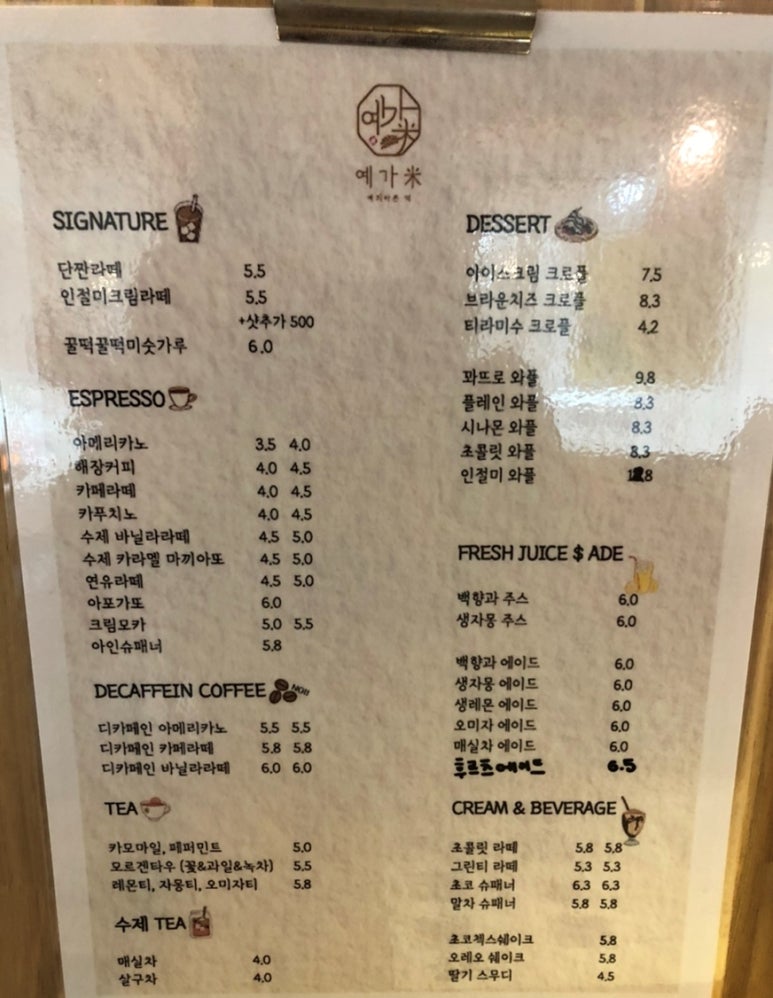 예가米
예가米
SIGNATURE
단짠라떼 5.5
인절미크림라떼 5.5
+샷추가 500
꿀떡꿀떡미숫가루 6.0
ESPRESSO
아메리카노 3.5 4.0
해장커피 4.0 4.5
카페라떼 4.0 4.5
카푸치노 4.0 4.5
수제 바닐라라떼 4.5 5.0
수제 카라멜 마끼아또 4.5 5.0
연유라떼 4.5 5.0
아포가또 6.0
크림모카 5.0 5.5
아인슈패너 5.8
DECAFFEIN COFFEE
디카페인 아메리카노 5.5 5.5
디카페인 카페라떼 5.8 5.8
디카페인 바닐라라떼 6.0 6.0
TEA
카모마일, 페퍼민트 5.0
모르겐타우 (꽃&과일&녹차) 5.5
레몬티, 자몽티, 오미자티 5.8
수제 TEA
매실차 4.0
살구차 4.0
DESSERT
아이스크림 크로플 7.5
브라운치즈 크로플 8.3
티라미수 크로플 4.2
꽈뜨로 와플 9.8
플레인 와플 8.3
시나몬 와플 8.3
초콜릿 와플 8.3
인절미 와플
FRESH JUICE $ ADE
백향과 주스 6.0
생자몽 주스 6.0
백향과 에이드 6.0
생자몽 에이드 6.0
생레몬 에이드 6.0
오미자 에이드 6.0
매실차 에이드 6.0
후르츠에이드 6.5
CREAM & BEVERAGE
초콜릿 라떼 5.8 5.8
그린티 라떼 5.3 5.3
초코 슈패너 6.3 6.3
말차 슈패너 5.8 5.8
초코첵스쉐이크 5.8
오레오 쉐이크 5.8
딸기 스무디 4.5